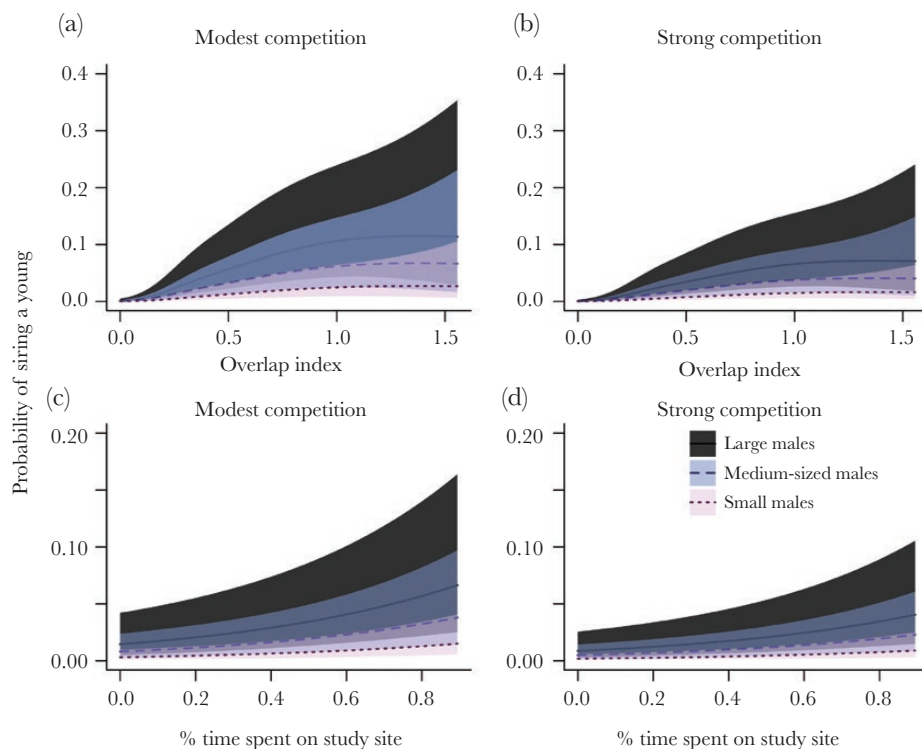 (a)
Modest competition
0.4
0.3
0.2
0.1
0.0
0.0 0.5 1.0 1.5
Overlap index
(b)
Strong competition
0.4
0.3
0.2
0.1
0.0
0.0 0.5 1.0 1.5
Overlap index
Probability of siring a young
(c)
Modest competition
0.20
0.10
0.00
0.0 0.2 0.4 0.6 0.8
% time spent on study site
(d)
Strong competition
0.20
0.10
0.00
Large males
Medium-sized males
Small males
0.0 0.2 0.4 0.6 0.8
% time spent on study site